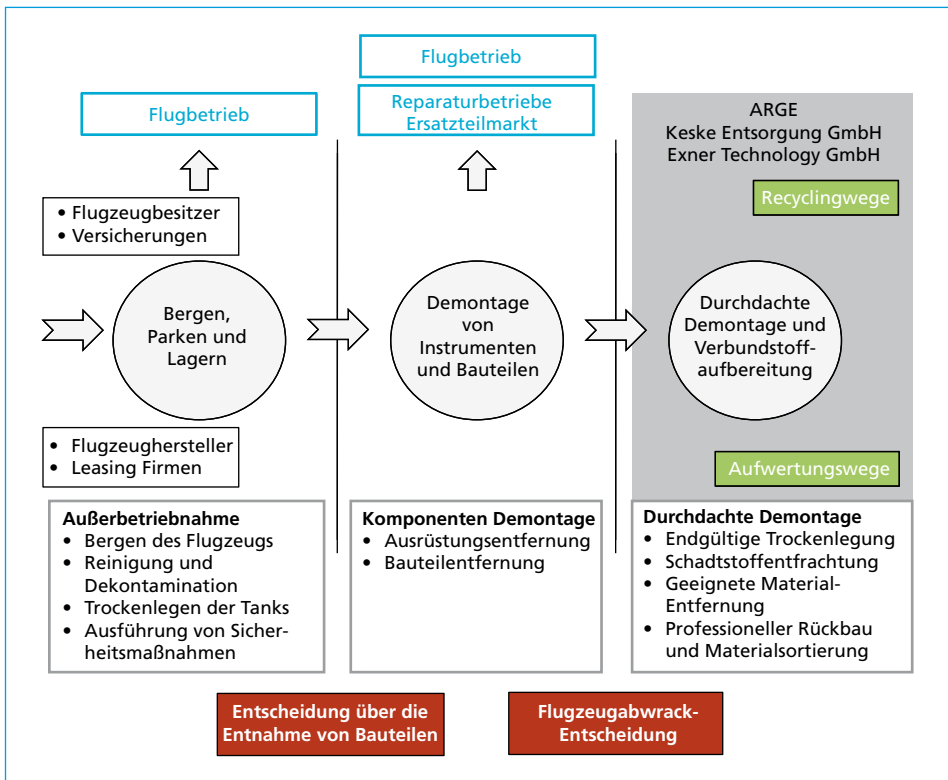 Flugbetrieb
• Flugzeugbesitzer
• Versicherungen
Bergen,
Parken und
Lagern
• Flugzeughersteller
• Leasing Firmen
Außerbetriebnahme
• Bergen des Flugzeugs
• Reinigung und
Dekontamination
• Trockenlegen der Tanks
• Ausführung von Sicher-
heitsmaßnahmen
Flugbetrieb
Reparaturbetriebe
Ersatzteilmarkt
Demontage
von
Instrumenten
und Bauteilen
Komponenten Demontage
• Ausrüstungsentfernung
• Bauteilentfernung
ARGE
Keske Entsorgung GmbH
Exner Technology GmbH
Recyclingwege
Durchdachte
Demontage und
Verbundstoff-
aufbereitung
Aufwertungswege
Durchdachte Demontage
• Endgültige Trockenlegung
• Schadstoffentfrachtung
• Geeignete Material-
Entfernung
• Professioneller Rückbau
und Materialsortierung
Entscheidung über die
Entnahme von Bauteilen
Flugzeugabwrack-
Entscheidung